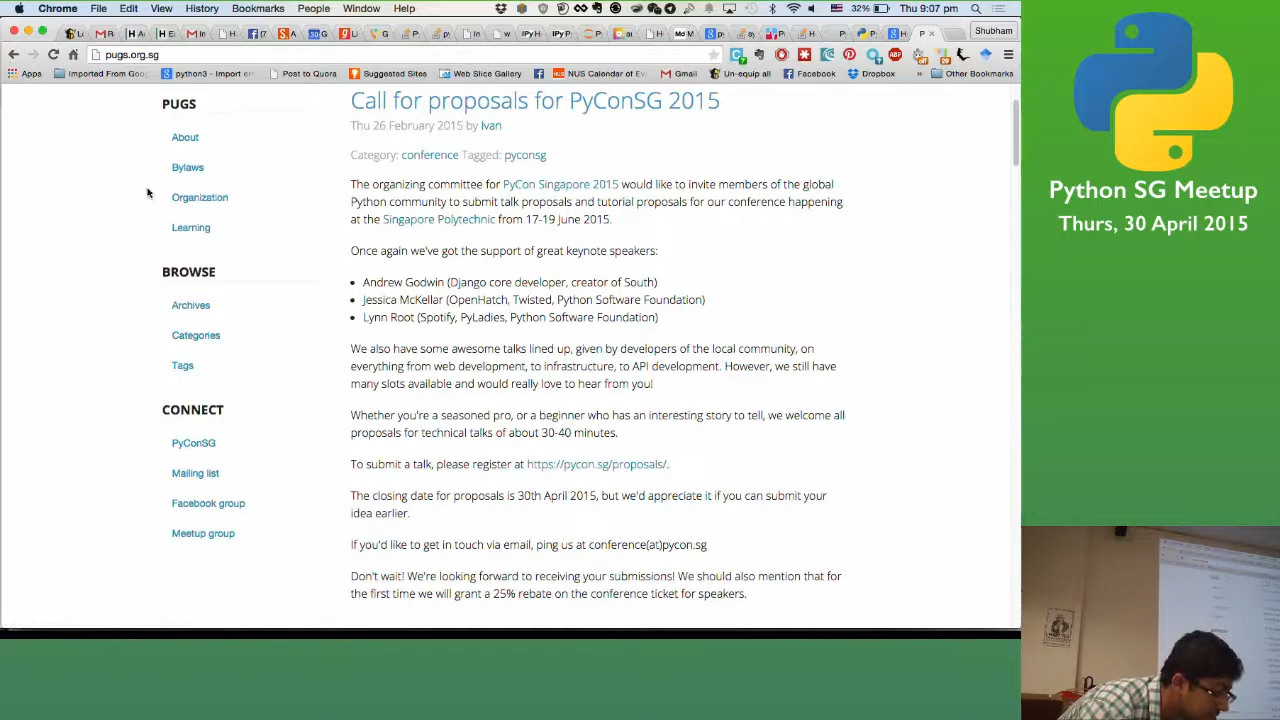 Chrome File Edit View History Bookmarks People Window Help
32% Thu 9:07 pm
Shubham
pugs.org.sg
Apps Imported From Goo python3 - Import err Post to Quora Suggested Sites Web Slice Gallery NUS Calendar of Eve Gmail Un-equip all Facebook Dropbox » Other Bookmarks
PUGS
About
Bylaws
Organization
Learning
BROWSE
Archives
Categories
Tags
CONNECT
PyConSG
Mailing list
Facebook group
Meetup group
Call for proposals for PyConSG 2015
Thu 26 February 2015 by Ivan
Category: conference Tagged: pyconsg
The organizing committee for PyCon Singapore 2015 would like to invite members of the global
Python community to submit talk proposals and tutorial proposals for our conference happening
at the Singapore Polytechnic from 17-19 June 2015.
Once again we've got the support of great keynote speakers:
• Andrew Godwin (Django core developer, creator of South)
• Jessica McKellar (OpenHatch, Twisted, Python Software Foundation)
• Lynn Root (Spotify, PyLadies, Python Software Foundation)
We also have some awesome talks lined up, given by developers of the local community, on
everything from web development, to infrastructure, to API development. However, we still have
many slots available and would really love to hear from you!
Whether you're a seasoned pro, or a beginner who has an interesting story to tell, we welcome all
proposals for technical talks of about 30-40 minutes.
To submit a talk, please register at https://pycon.sg/proposals/.
The closing date for proposals is 30th April 2015, but we'd appreciate it if you can submit your
idea earlier.
If you'd like to get in touch via email, ping us at conference(at)pycon.sg
Don't wait! We're looking forward to receiving your submissions! We should also mention that for
the first time we will grant a 25% rebate on the conference ticket for speakers.
Python SG Meetup
Thurs, 30 April 2015